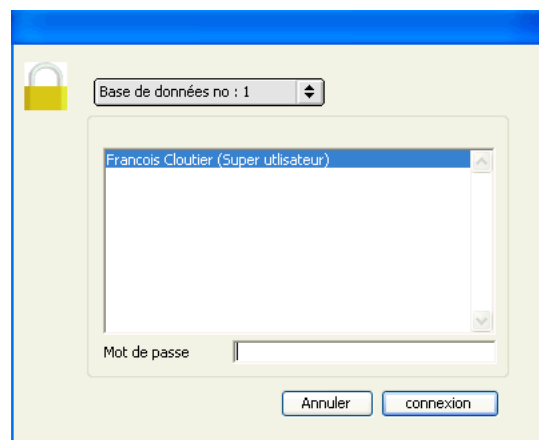 Base de données no : 1
Francois Cloutier (Super utlisateur)
Mot de passe
Annuler
connexion